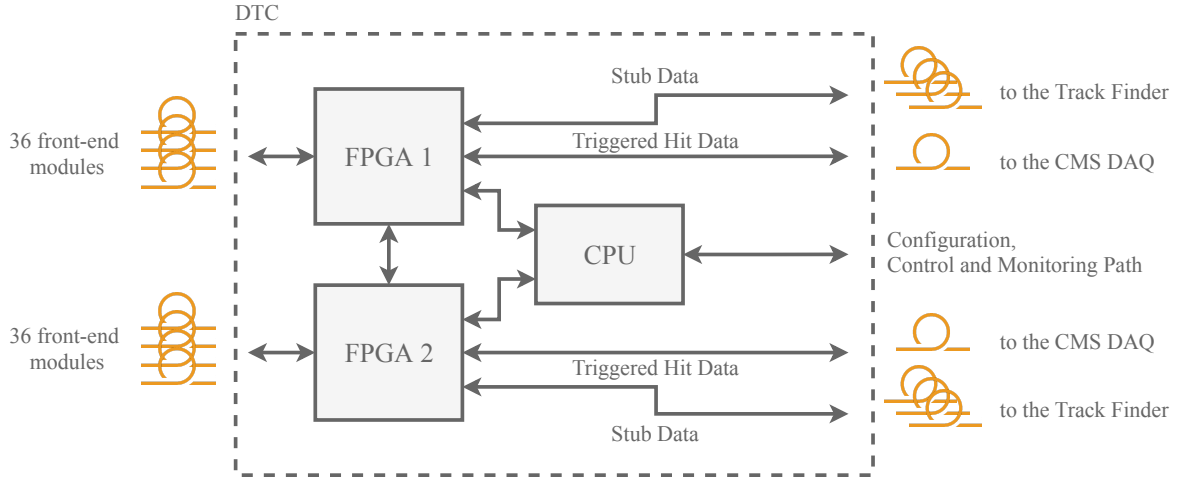 DTC
Stub Data
to the Track Finder
36 front-end
modules
FPGA 1
Triggered Hit Data
to the CMS DAQ
CPU
Configuration,
Control and Monitoring Path
36 front-end
modules
FPGA 2
Triggered Hit Data
to the CMS DAQ
Stub Data
to the Track Finder